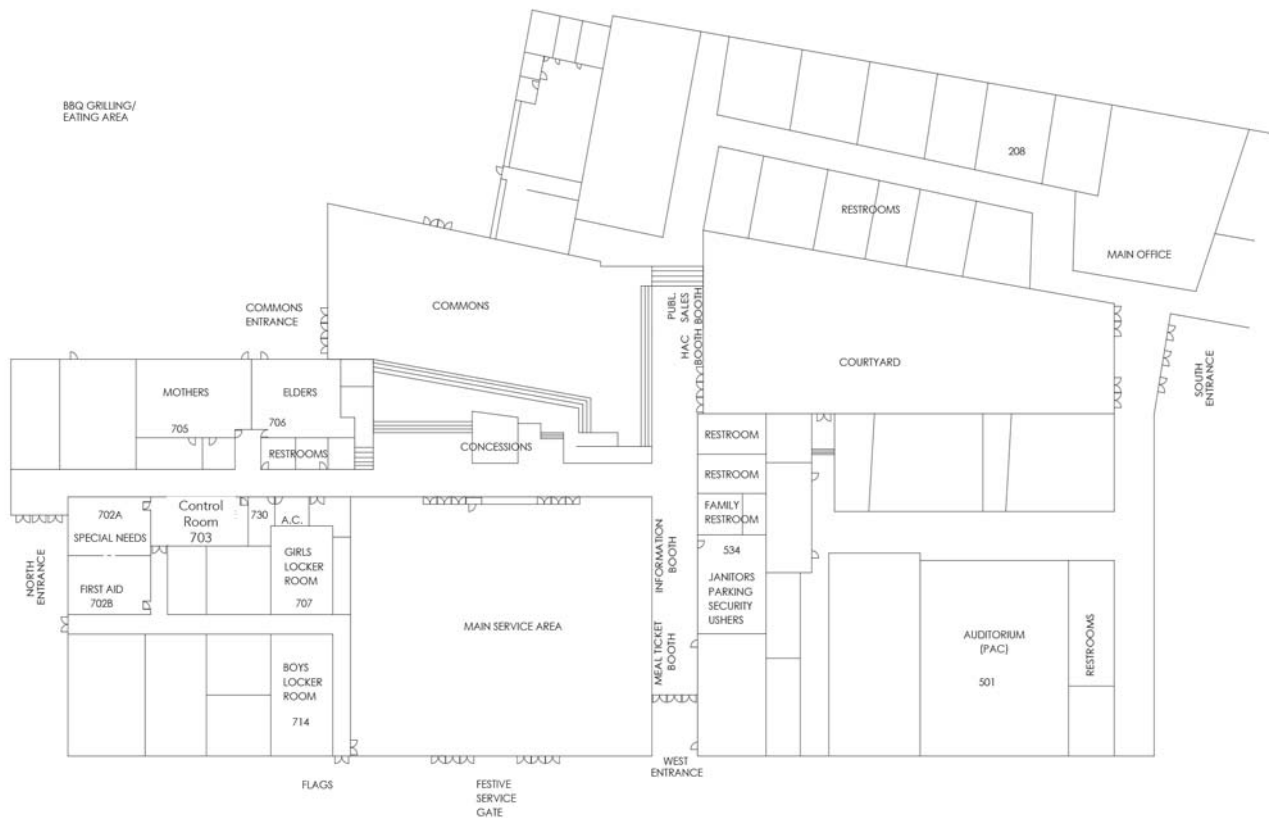 BBQ GRILLING/
EATING AREA
208
RESTROOMS
MAIN OFFICE
COMMONS
ENTRANCE
COMMONS
PUBL.
SALES
BOOTH
HAC
BOOTH
COURTYARD
SOUTH
ENTRANCE
MOTHERS
705
ELDERS
706
RESTROOMS
CONCESSIONS
RESTROOM
RESTROOM
FAMILY
RESTROOM
702A
SPECIAL NEEDS
Control
Room
703
730
A.C.
NORTH
ENTRANCE
FIRST AID
702B
GIRLS
LOCKER
ROOM
707
INFORMATION
BOOTH
534
JANITORS
PARKING
SECURITY
USHERS
MAIN SERVICE AREA
MEAL TICKET
BOOTH
AUDITORIUM
(PAC)
501
RESTROOMS
BOYS
LOCKER
ROOM
714
FLAGS
FESTIVE
SERVICE
GATE
WEST
ENTRANCE